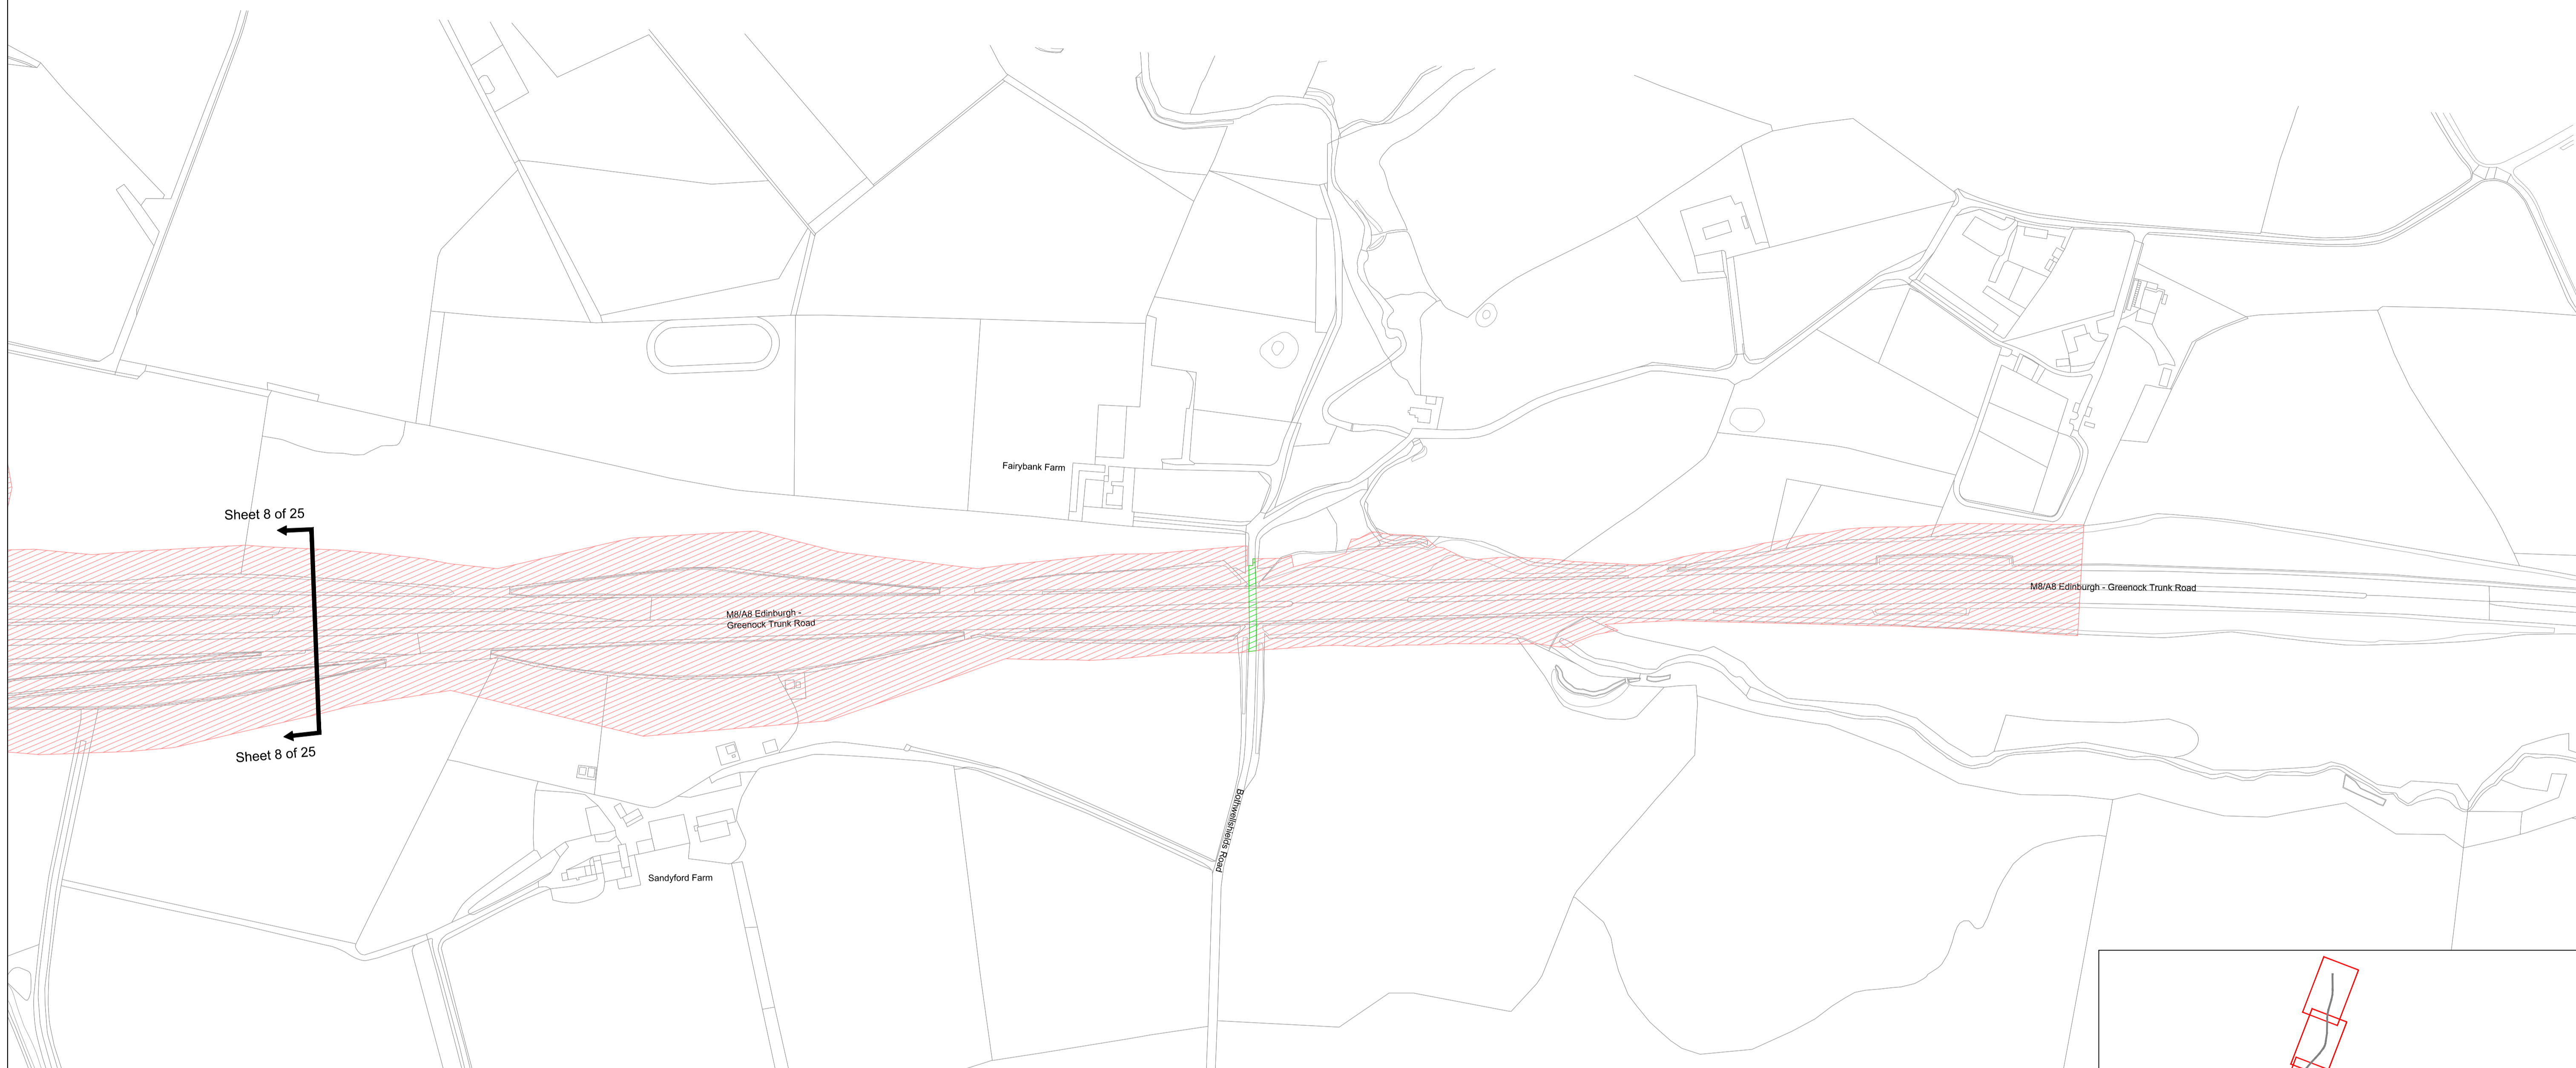 Fairybank Farm
Sheet 8 of 25
M8/A8 Edinburgh - Greenock Trunk Road
M8/A8 Edinburgh -
Greenock Trunk Road
Sheet 8 of 25
Bothwellshields Road
Sandyford Farm